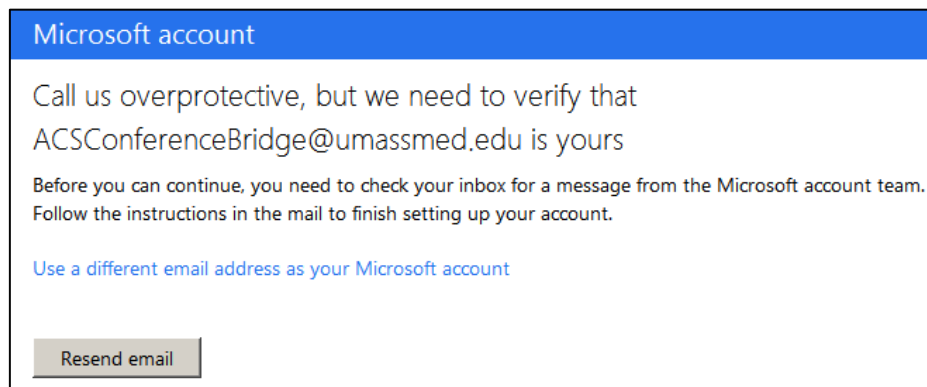 Microsoft account
Call us overprotective, but we need to verify that
ACSConferenceBridge@umassmed.edu is yours
Before you can continue, you need to check your inbox for a message from the Microsoft account team.
Follow the instructions in the mail to finish setting up your account.
Use a different email address as your Microsoft account
Resend email